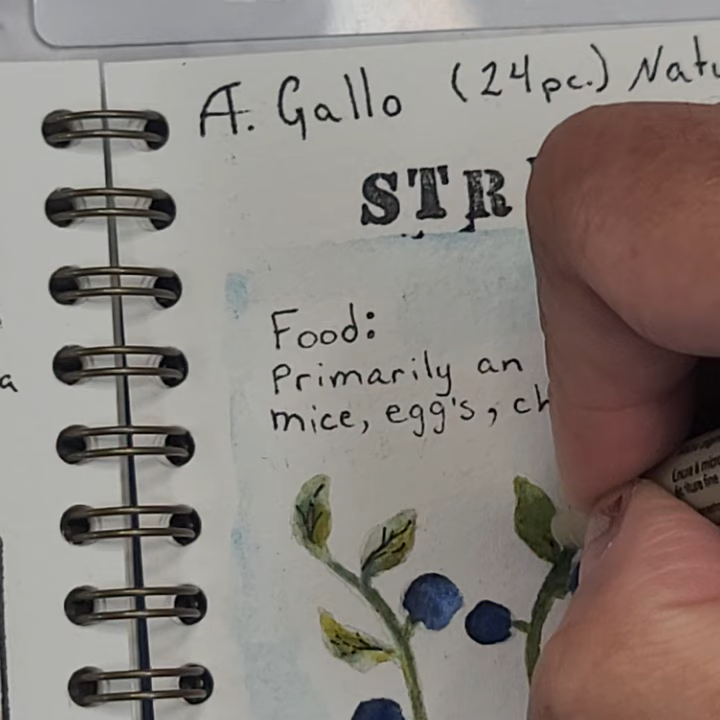 A. Gallo (24pc.) Natu
STR
Food:
Primarily an
mice, egg's, ch
a